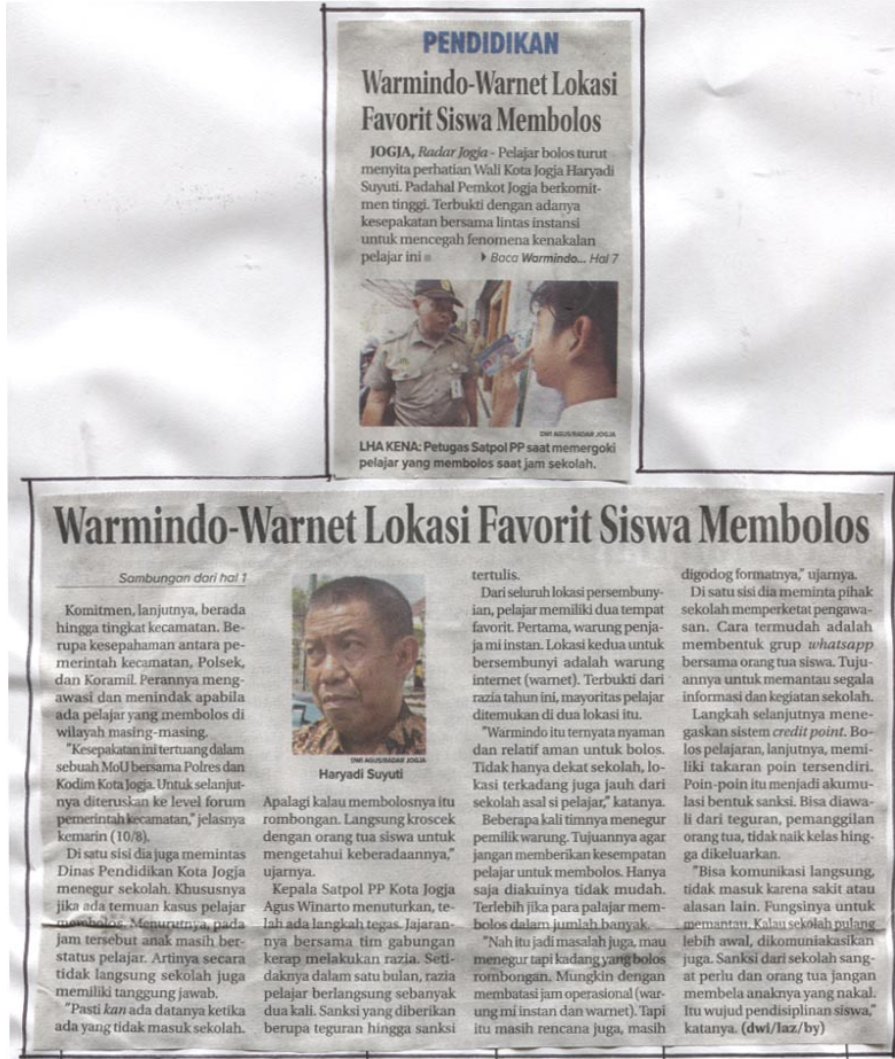 PENDIDIKAN
Warmindo-Warnet Lokasi
Favorit Siswa Membolos
JOGJA, Radar Jogja - Pelajar bolos turut
menyita perhatian Wali Kota Jogja Haryadi
Suyuti. Padahal Pemkot Jogja berkomit-
men tinggi. Terbukti dengan adanya
kesepakatan bersama lintas instansi
untuk mencegah fenomena kenakalan
pelajar ini
Baca Warmindo... Hal 7
DWI AGUS/RADAR JOGJA
LHA KENA: Petugas Satpol PP saat memergoki
pelajar yang membolos saat jam sekolah.
Warmindo-Warnet Lokasi Favorit Siswa Membolos
Sambungan dari hal 1
Komitmen, lanjutnya, berada
hingga tingkat kecamatan. Be-
rupa kesepahaman antara pe-
merintah kecamatan, Polsek,
dan Koramil. Perannya meng-
awasi dan menindak apabila
ada pelajar yang membolos di
wilayah masing-masing.
"Kesepakatan ini tertuang dalam
sebuah MoU bersama Polres dan
Kodim Kota Jogja. Untuk selanjut-
nya diteruskan ke level forum
pemerintah kecamatan," jelasnya
kemarin (10/8).
Di satu sisi dia juga memintas
Dinas Pendidikan Kota Jogja
menegur sekolah. Khususnya
jika ada temuan kasus pelajar
membolos. Menurutnya, pada
jam tersebut anak masih ber-
status pelajar. Artinya secara
tidak langsung sekolah juga
memiliki tanggung jawab.
"Pasti kan ada datanya ketika
ada yang tidak masuk sekolah.
DWI AGUS/RADAR JOGJA
Haryadi Suyuti
Apalagi kalau membolosnya itu
rombongan. Langsung kroscek
dengan orang tua siswa untuk
mengetahui keberadaannya,"
ujarnya.
Kepala Satpol PP Kota Jogja
Agus Winarto menuturkan, te-
lah ada langkah tegas. Jajaran-
nya bersama tim gabungan
kerap melakukan razia. Seti-
daknya dalam satu bulan, razia
pelajar berlangsung sebanyak
dua kali. Sanksi yang diberikan
berupa teguran hingga sanksi
tertulis.
Dari seluruh lokasi persembuny-
ian, pelajar memiliki dua tempat
favorit. Pertama, warung penja-
ja mi instan. Lokasi kedua untuk
bersembunyi adalah warung
internet (warnet). Terbukti dari
razia tahun ini, mayoritas pelajar
ditemukan di dua lokasi itu.
"Warmindo itu ternyata nyaman
dan relatif aman untuk bolos.
Tidak hanya dekat sekolah, lo-
kasi terkadang juga jauh dari
sekolah asal si pelajar," katanya.
Beberapa kali timnya menegur
pemilik warung. Tujuannya agar
jangan memberikan kesempatan
pelajar untuk membolos. Hanya
saja diakuinya tidak mudah.
Terlebih jika para palajar mem-
bolos dalam jumlah banyak.
"Nah itu jadi masalah juga, mau
menegur tapi kadang yang bolos
rombongan. Mungkin dengan
membatasi jam operasional (war-
ung mi instan dan warnet). Tapi
itu masih rencana juga, masih
digodog formatnya," ujarnya.
Di satu sisi dia meminta pihak
sekolah memperketat pengawa-
san. Cara termudah adalah
membentuk grup whatsapp
bersama orang tua siswa. Tuju-
annya untuk memantau segala
informasi dan kegiatan sekolah.
Langkah selanjutnya mene-
gaskan sistem credit point. Bo-
los pelajaran, lanjutnya, memi-
liki takaran poin tersendiri.
Poin-poin itu menjadi akumu-
lasi bentuk sanksi. Bisa diawa-
li dari teguran, pemanggilan
orang tua, tidak naik kelas hing-
ga dikeluarkan.
"Bisa komunikasi langsung,
tidak masuk karena sakit atau
alasan lain. Fungsinya untuk
memantau. Kalau sekolah pulang
lebih awal, dikomuniakasikan
juga. Sanksi dari sekolah sang-
at perlu dan orang tua jangan
membela anaknya yang nakal.
Itu wujud pendisiplinan siswa,"
katanya. (dwi/laz/by)